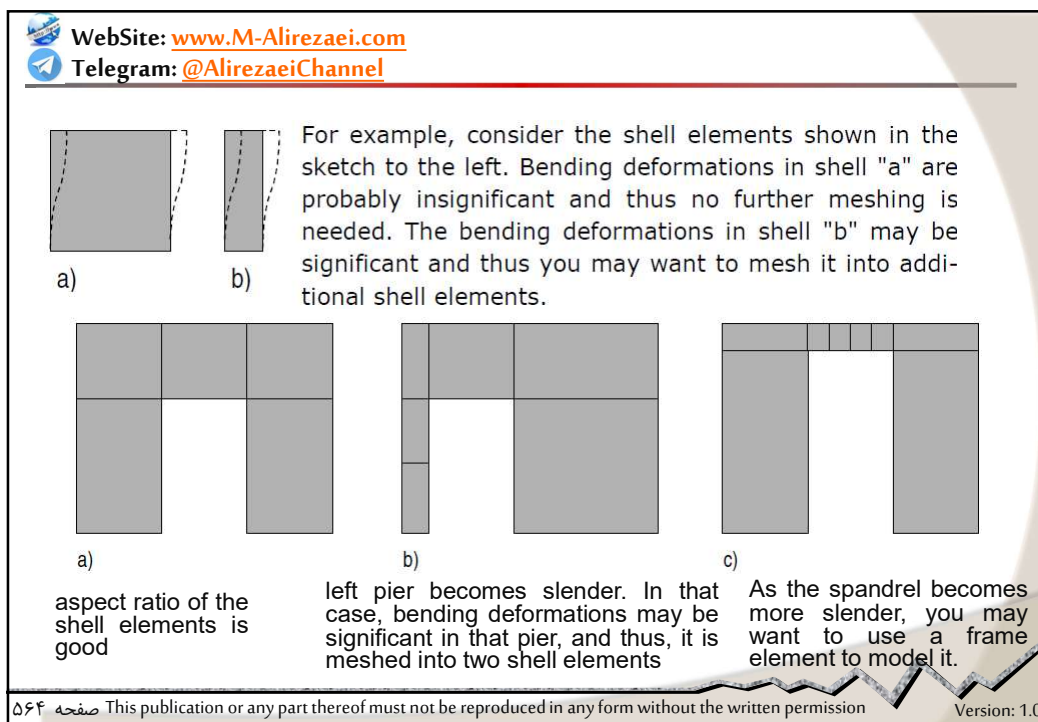 WebSite: www.M-Alirezaei.com
Telegram: @AlirezaeiChannel
For example, consider the shell elements shown in the
sketch to the left. Bending deformations in shell "a" are
probably insignificant and thus no further meshing is
needed. The bending deformations in shell "b" may be
significant and thus you may want to mesh it into addi-
tional shell elements.
a)
b)
a)
b)
c)
aspect ratio of the
shell elements is
good
left pier becomes slender. In that
case, bending deformations may be
significant in that pier, and thus, it is
meshed into two shell elements
As the spandrel becomes
more slender, you may
want to use a frame
element to model it.
صفحه ۵۶۴ This publication or any part thereof must not be reproduced in any form without the written permission Version: 1.0